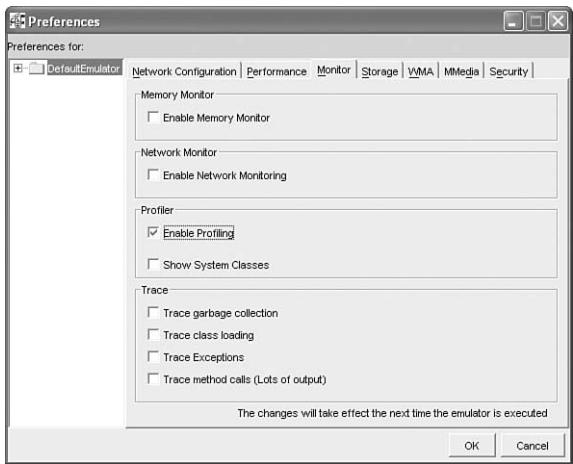 Preferences
Preferences for:
DefaultEmulator
Network Configuration Performance Monitor Storage WMA MMedia Security
Memory Monitor
Enable Memory Monitor
Network Monitor
Enable Network Monitoring
Profiler
Enable Profiling
Show System Classes
Trace
Trace garbage collection
Trace class loading
Trace Exceptions
Trace method calls (Lots of output)
The changes will take effect the next time the emulator is executed
OK Cancel